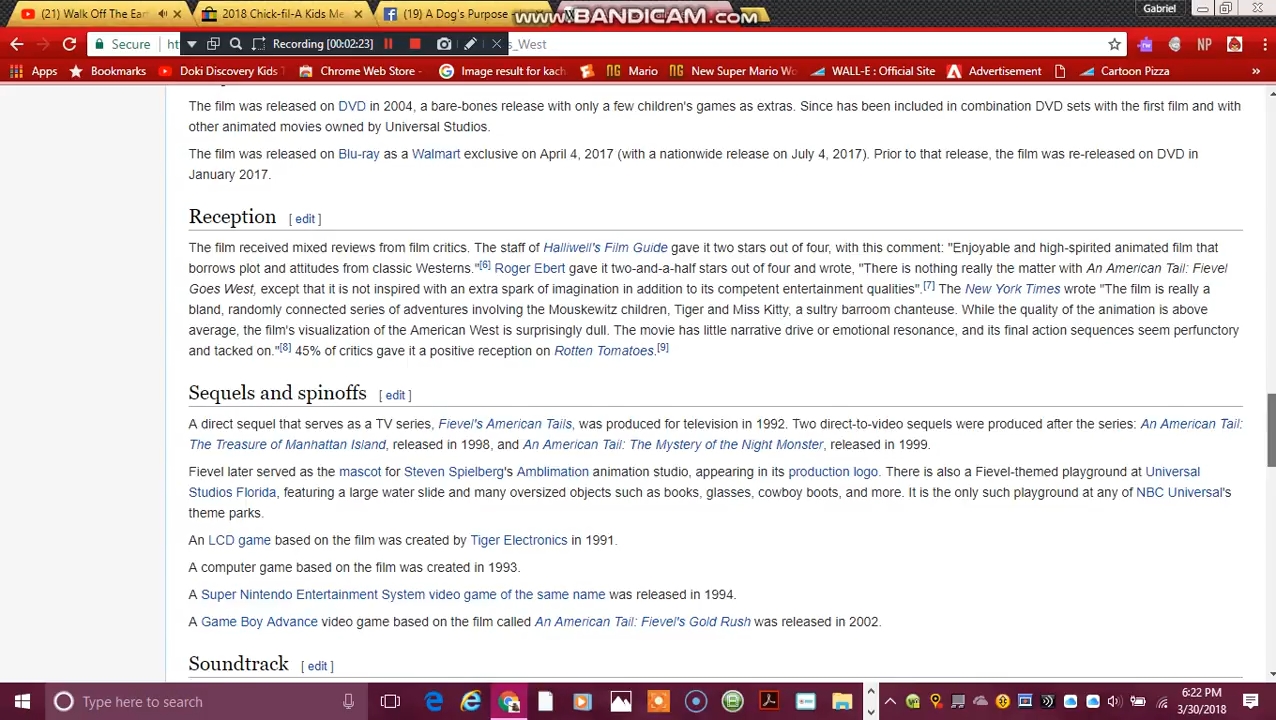 (21) Walk Off The Ear
2018 Chick-fil-A Kids Me
(19) A Dog's Purpose
www.BANDICAM.com
Gabriel
Secure
ht
Recording [00:02:23]
s_West
Apps
Bookmarks
Doki Discovery Kids
Chrome Web Store -
Image result for kach
Mario
New Super Mario Wo
WALL-E : Official Site
Advertisement
Cartoon Pizza
»
The film was released on DVD in 2004, a bare-bones release with only a few children's games as extras. Since has been included in combination DVD sets with the first film and with
other animated movies owned by Universal Studios.
The film was released on Blu-ray as a Walmart exclusive on April 4, 2017 (with a nationwide release on July 4, 2017). Prior to that release, the film was re-released on DVD in
January 2017.
Reception [ edit ]
The film received mixed reviews from film critics. The staff of Halliwell's Film Guide gave it two stars out of four, with this comment: "Enjoyable and high-spirited animated film that
borrows plot and attitudes from classic Westerns."[6] Roger Ebert gave it two-and-a-half stars out of four and wrote, "There is nothing really the matter with An American Tail: Fievel
Goes West, except that it is not inspired with an extra spark of imagination in addition to its competent entertainment qualities".[7] The New York Times wrote "The film is really a
bland, randomly connected series of adventures involving the Mouskewitz children, Tiger and Miss Kitty, a sultry barroom chanteuse. While the quality of the animation is above
average, the film's visualization of the American West is surprisingly dull. The movie has little narrative drive or emotional resonance, and its final action sequences seem perfunctory
and tacked on."[8] 45% of critics gave it a positive reception on Rotten Tomatoes.[9]
Sequels and spinoffs [ edit ]
A direct sequel that serves as a TV series, Fievel's American Tails, was produced for television in 1992. Two direct-to-video sequels were produced after the series: An American Tail:
The Treasure of Manhattan Island, released in 1998, and An American Tail: The Mystery of the Night Monster, released in 1999.
Fievel later served as the mascot for Steven Spielberg's Amblimation animation studio, appearing in its production logo. There is also a Fievel-themed playground at Universal
Studios Florida, featuring a large water slide and many oversized objects such as books, glasses, cowboy boots, and more. It is the only such playground at any of NBC Universal's
theme parks.
An LCD game based on the film was created by Tiger Electronics in 1991.
A computer game based on the film was created in 1993.
A Super Nintendo Entertainment System video game of the same name was released in 1994.
A Game Boy Advance video game based on the film called An American Tail: Fievel's Gold Rush was released in 2002.
Soundtrack [ edit ]
Type here to search
6:22 PM
3/30/2018